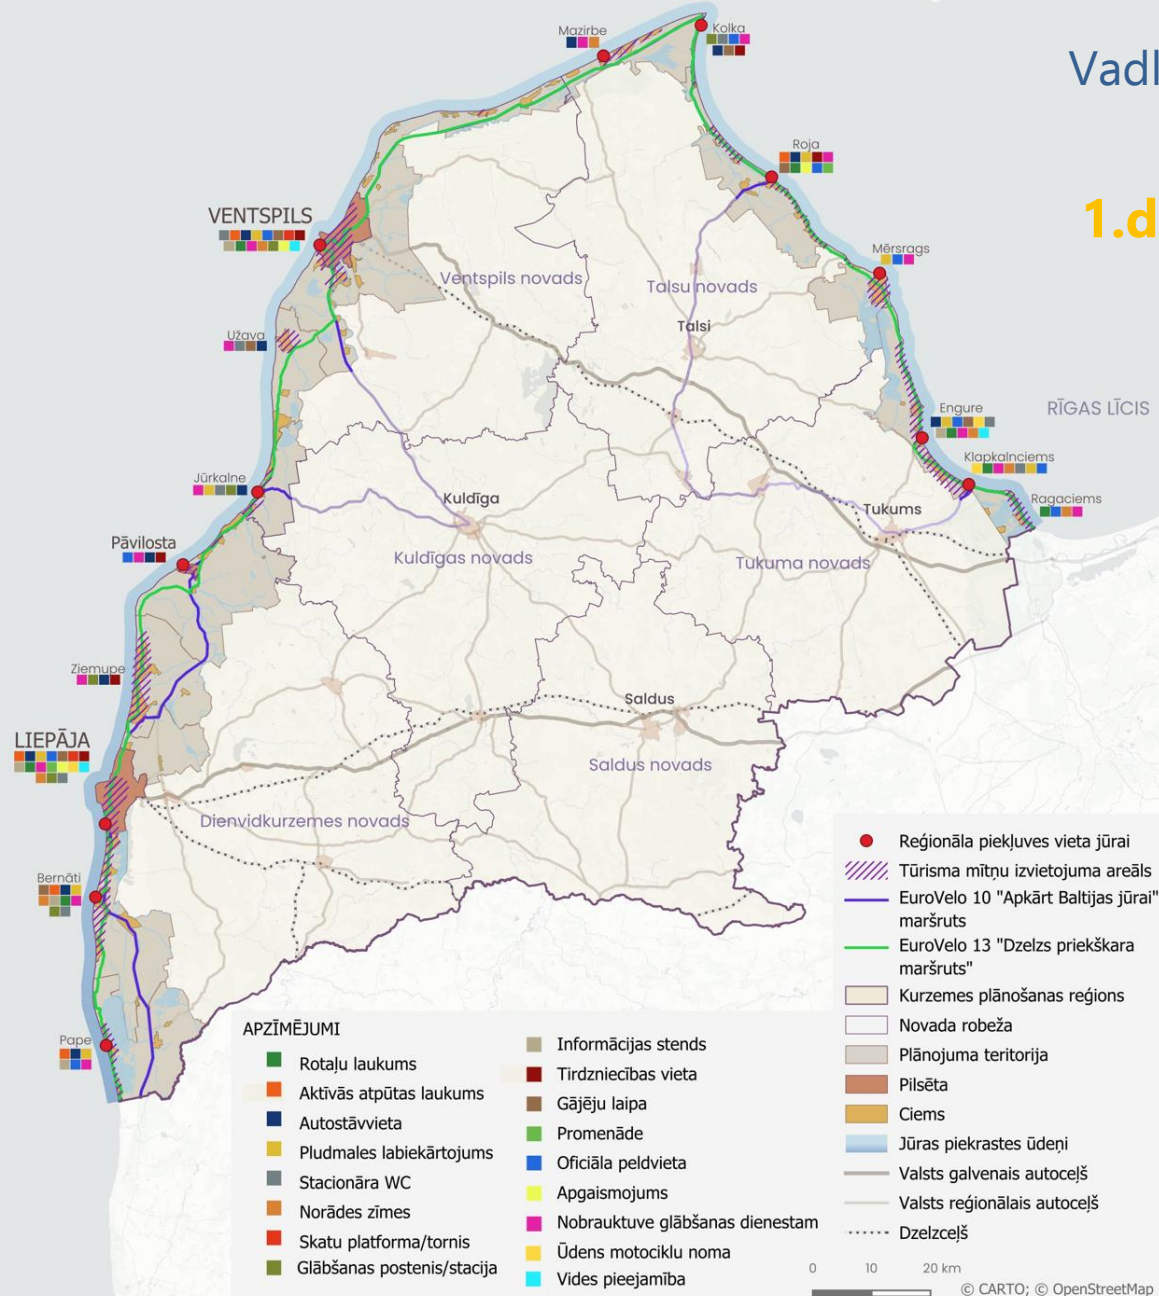 Vadl
1.d
Mazirbe
Kolka
Roja
VENTSPILS
Mērsrags
Ventspils novads
Talsu novads
Talsi
Užava
RĪGAS LĪCIS
Engure
Klapkalnciems
Jūrkalne
Kuldīga
Tukums
Ragaciems
Pāvilosta
Kuldīgas novads
Tukuma novads
Ziemupe
Saldus
LIEPĀJA
Saldus novads
Dienvidkurzemes novads
Bernāti
Pape
APZĪMĒJUMI
Rotaļu laukums
Aktīvās atpūtas laukums
Autostāvvieta
Pludmales labiekārtojums
Stacionāra WC
Norādes zīmes
Skatu platforma/tornis
Glābšanas postenis/stacija
Informācijas stends
Tirdzniecības vieta
Gājēju laipa
Promenāde
Oficiāla peldvieta
Apgaismojums
Nobrauktuve glābšanas dienestam
Ūdens motociklu noma
Vides pieejamība
Reģionāla piekļuves vieta jūrai
Tūrisma mītņu izvietojuma areāls
EuroVelo 10 "Apkārt Baltijas jūrai"
maršruts
EuroVelo 13 "Dzelzs priekškara
maršruts"
Kurzemes plānošanas reģions
Novada robeža
Plānojuma teritorija
Pilsēta
Ciems
Jūras piekrastes ūdeņi
Valsts galvenais autoceļš
Valsts reģionālais autoceļš
Dzelzceļš
0 10 20 km
© CARTO; © OpenStreetMap